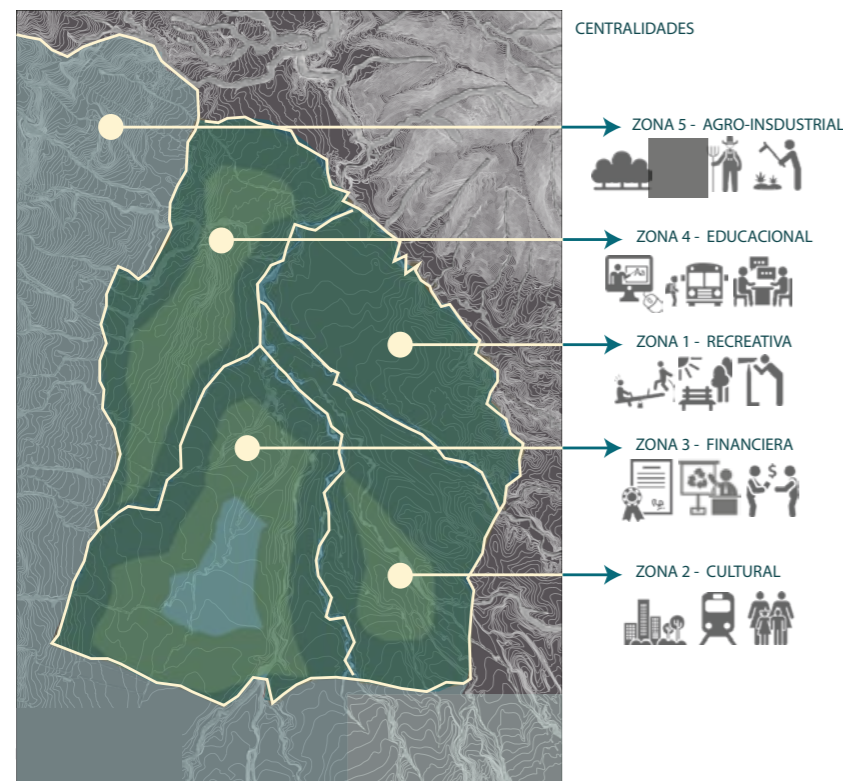 CENTRALIDADES
ZONA 5 - AGRO-INSDUSTRIAL
ZONA 4 - EDUCACIONAL
ZONA 1 - RECREATIVA
ZONA 3 - FINANCIERA
ZONA 2 - CULTURAL